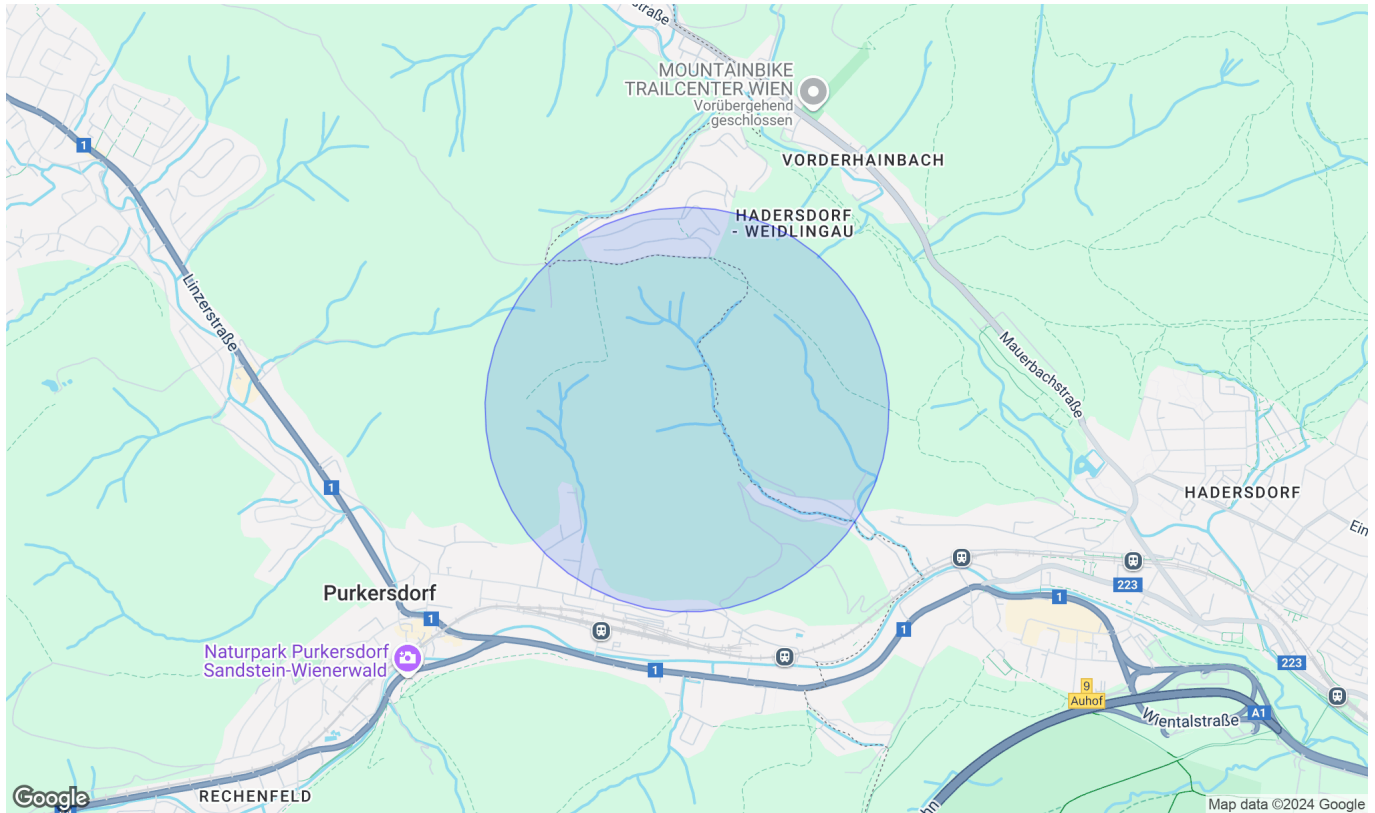 straße
MOUNTAINBIKE
TRAILCENTER WIEN
Vorübergehend
geschlossen
1
VORDERHAINBACH
HADERSDORF
- WEIDLINGAU
Linzerstraße
Mauerbachstraße
1
HADERSDORF
Ein
Purkersdorf
223
1
1
1
Naturpark Purkersdorf
Sandstein-Wienerwald
1
223
9
Auhof
A1
Wientalstraße
RECHENFELD
hn
Google
Map data ©2024 Google